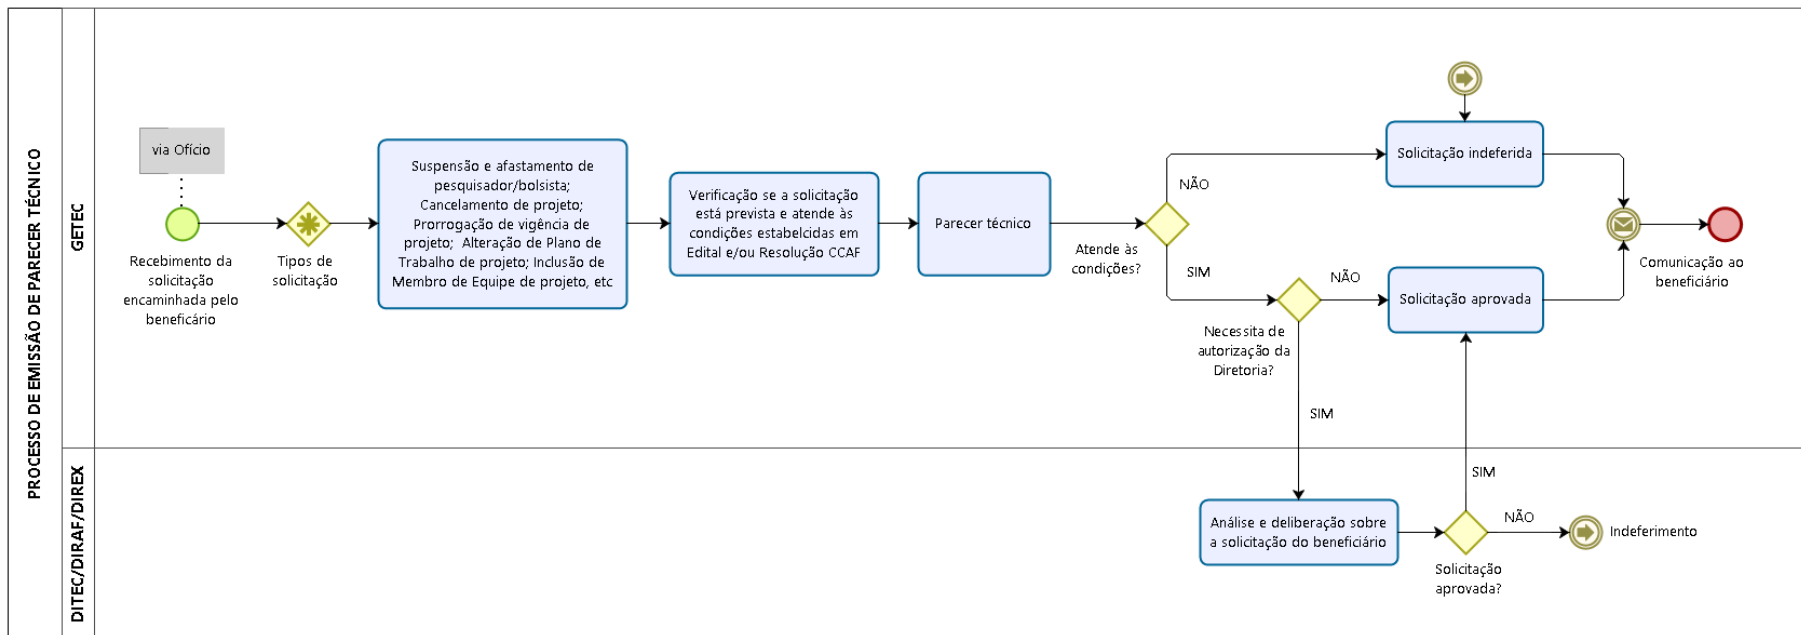 PROCESSO DE EMISSÃO DE PARECER TÉCNICO
GETEC
via Ofício
Recebimento da
solicitação
encaminhada pelo
beneficário
Tipos de
solicitação
Suspensão e afastamento de
pesquisador/bolsista;
Cancelamento de projeto;
Prorrogação de vigência de
projeto; Alteração de Plano de
Trabalho de projeto; Inclusão de
Membro de Equipe de projeto, etc
Verificação se a solicitação
está prevista e atende às
condições estabelcidas em
Edital e/ou Resolução CCAF
Parecer técnico
Atende às
condições?
NÃO
SIM
Solicitação indeferida
Necessita de
autorização da
Diretoria?
NÃO
SIM
Solicitação aprovada
Comunicação ao
beneficiário
DITEC/DIRAF/DIREX
Análise e deliberação sobre
a solicitação do beneficiário
Solicitação
aprovada?
SIM
NÃO
Indeferimento